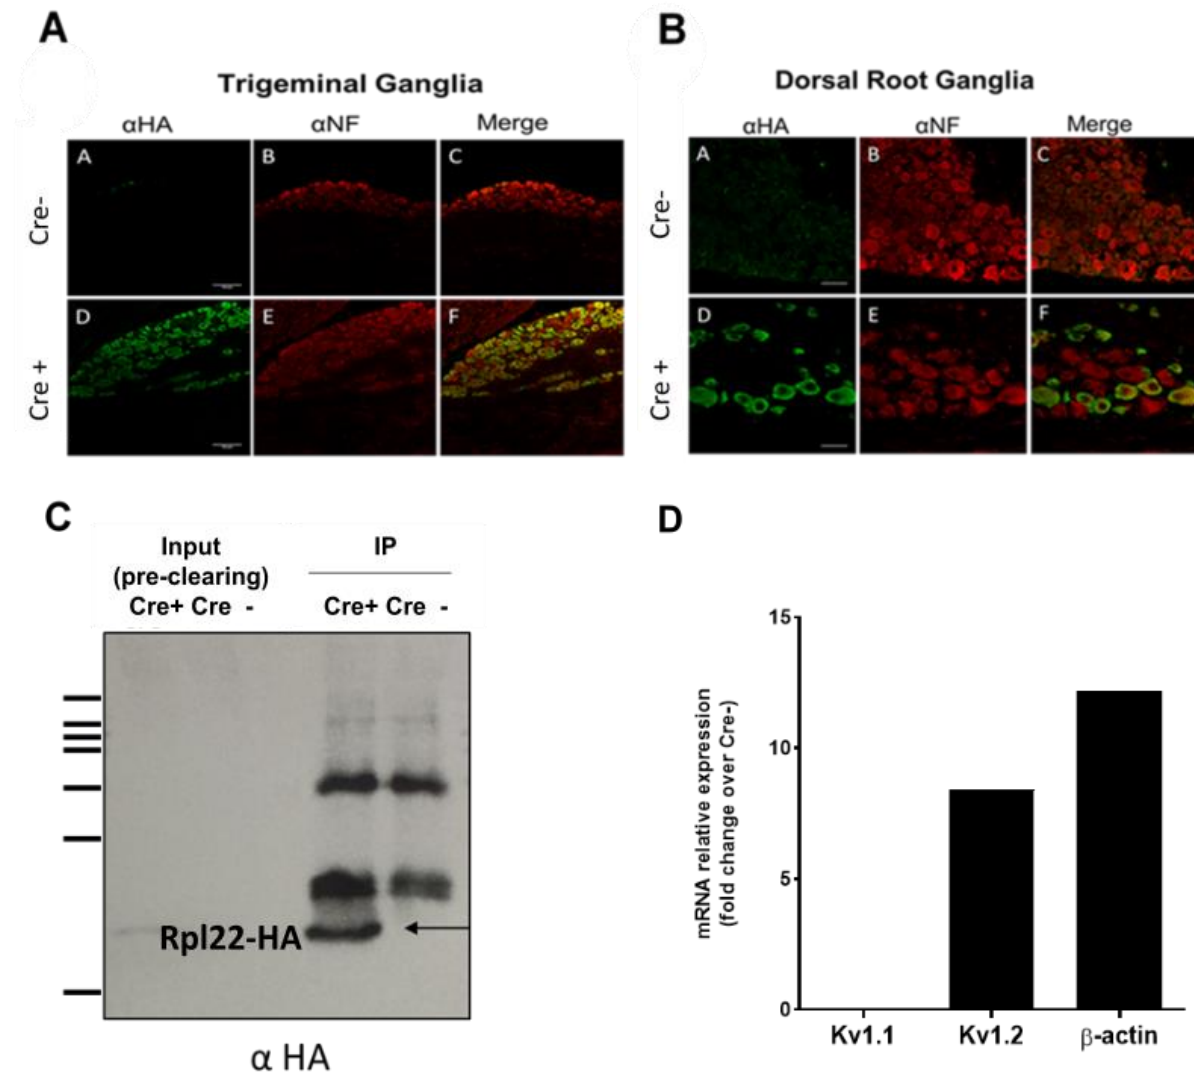 A
Trigeminal Ganglia
αHA αNF Merge
Cre-
A B C
Cre +
D E F
B
Dorsal Root Ganglia
αHA αNF Merge
Cre-
A B C
Cre +
D E F
C
Input
(pre-clearing)
IP
Cre+ Cre - Cre+ Cre -
Rpl22-HA
α HA
D
mRNA relative expression
(fold change over Cre-)
15
10
5
0
Kv1.1 Kv1.2 β-actin